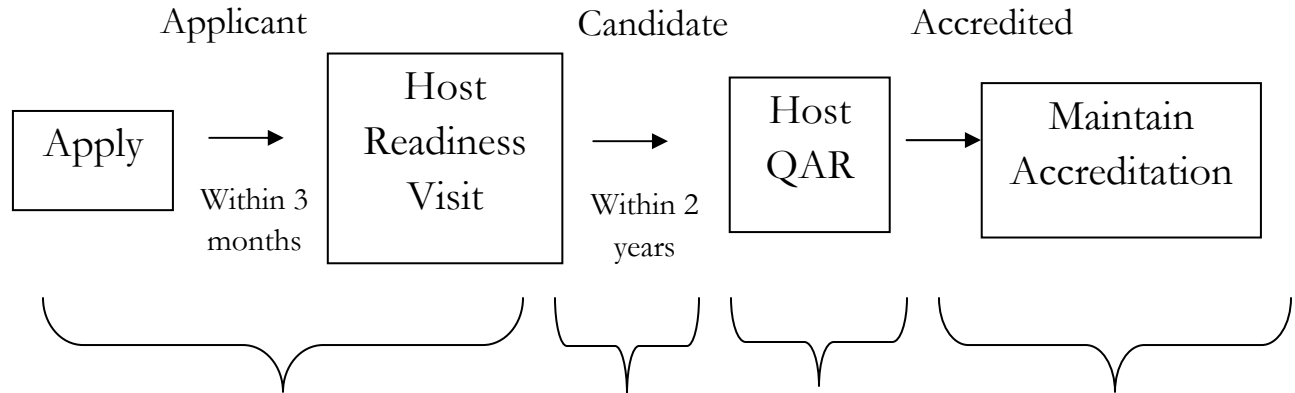 Applicant
Candidate
Accredited
Apply
Within 3
months
Host
Readiness
Visit
Within 2
years
Host
QAR
Maintain
Accreditation